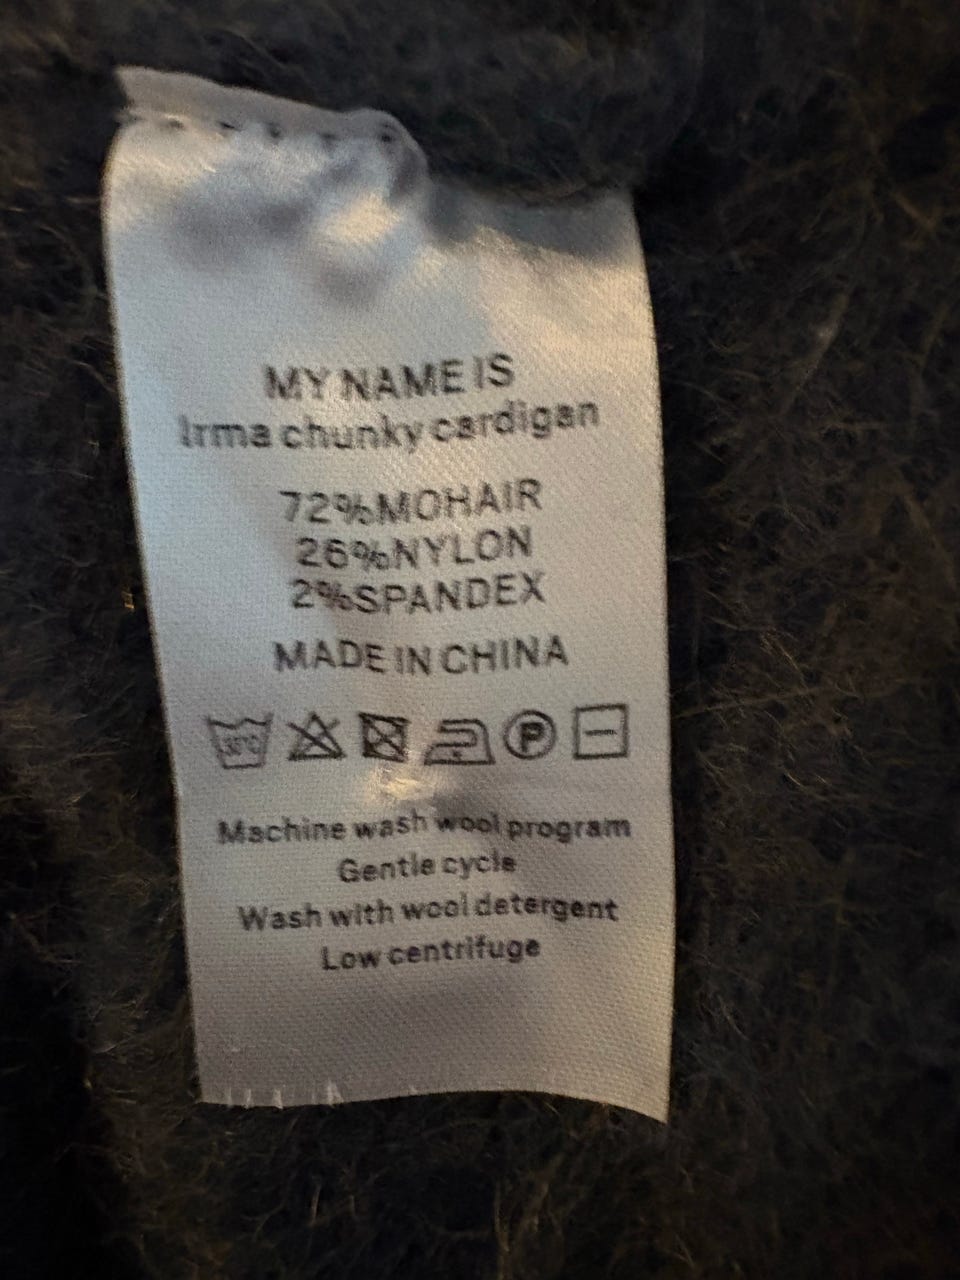 MY NAME IS
Irma chunky cardigan
72%MOHAIR
26%NYLON
2%SPANDEX
MADE IN CHINA
30°C P
Machine wash wool program
Gentle cycle
Wash with wool detergent
Low centrifuge